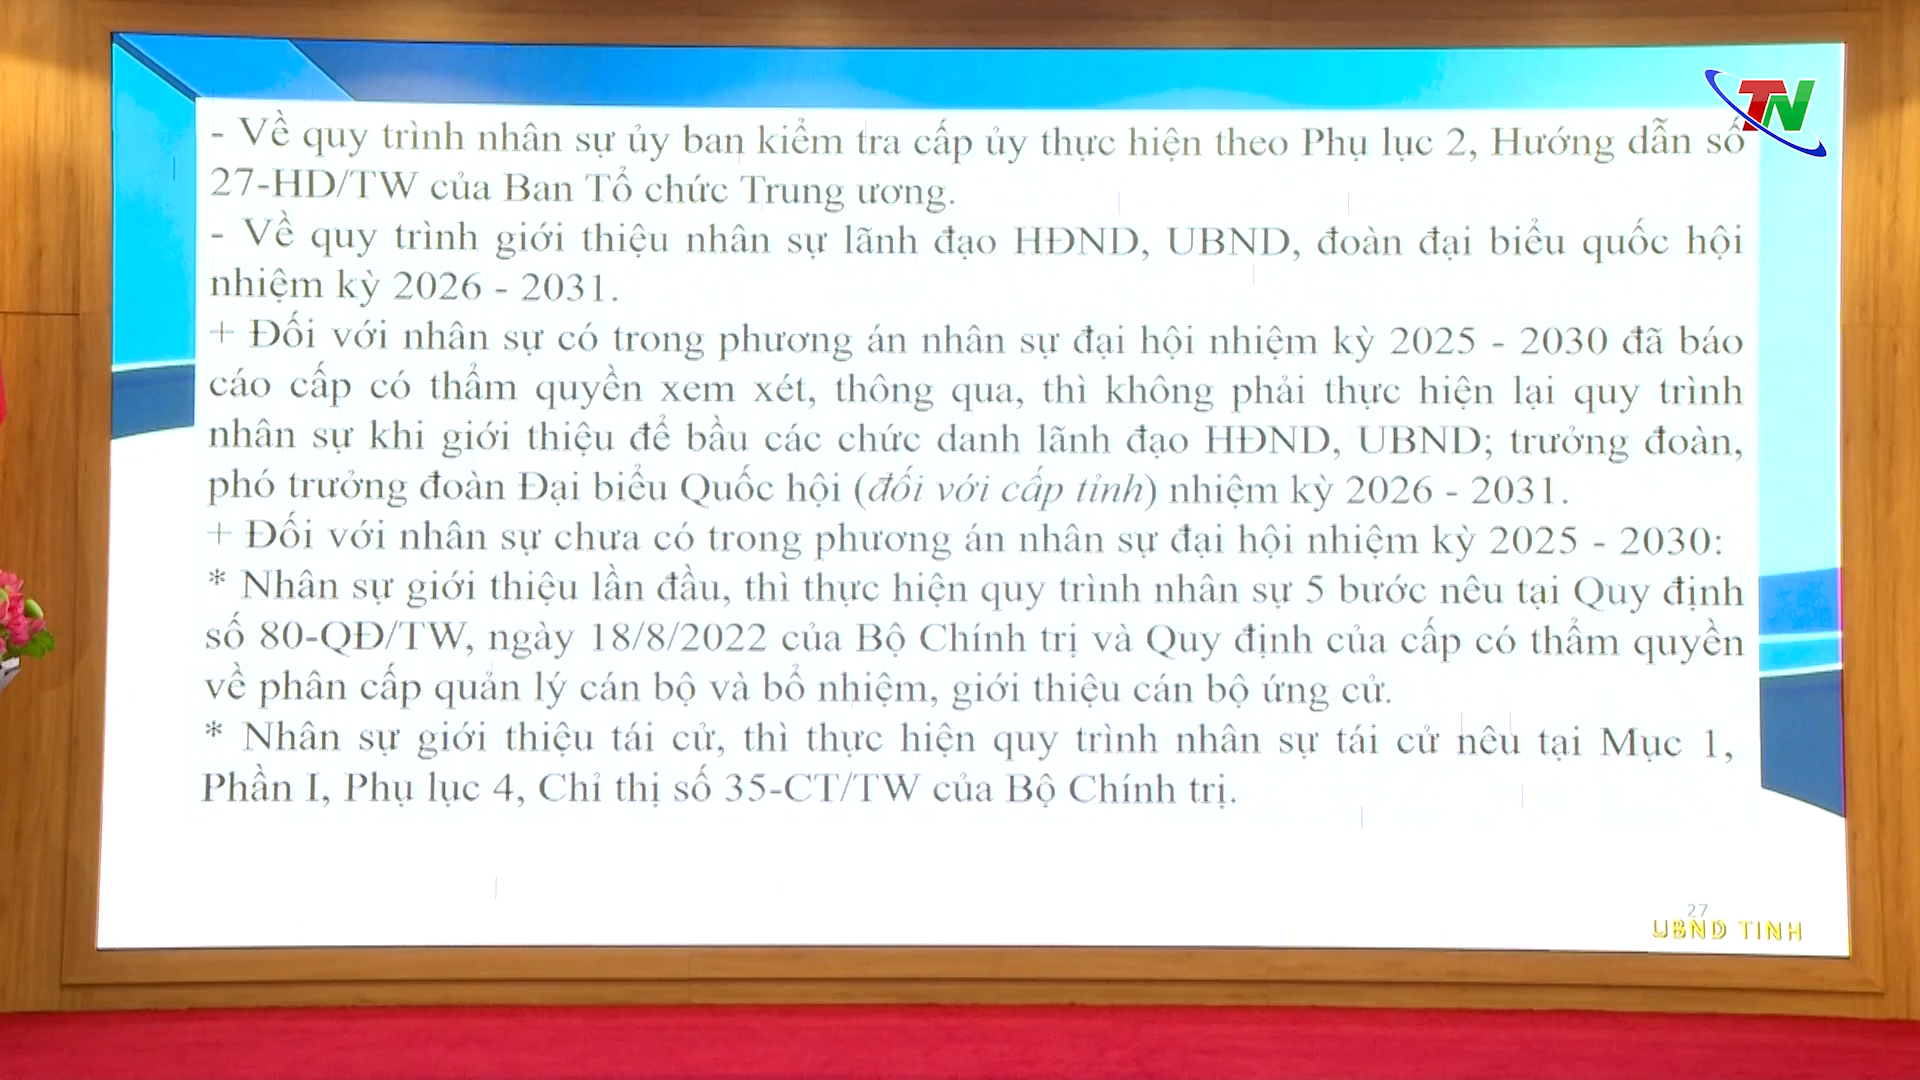 TN
- Về quy trình nhân sự ủy ban kiểm tra cấp ủy thực hiện theo Phụ lục 2, Hướng dẫn số
27-HD/TW của Ban Tổ chức Trung ương.
- Về quy trình giới thiệu nhân sự lãnh đạo HĐND, UBND, đoàn đại biểu quốc hội
nhiệm kỳ 2026 - 2031.
+ Đối với nhân sự có trong phương án nhân sự đại hội nhiệm kỳ 2025 - 2030 đã báo
cáo cấp có thẩm quyền xem xét, thông qua, thì không phải thực hiện lại quy trình
nhân sự khi giới thiệu để bầu các chức danh lãnh đạo HĐND, UBND; trưởng đoàn,
phó trưởng đoàn Đại biểu Quốc hội (đối với cấp tỉnh) nhiệm kỳ 2026 - 2031.
+ Đối với nhân sự chưa có trong phương án nhân sự đại hội nhiệm kỳ 2025 - 2030:
* Nhân sự giới thiệu lần đầu, thì thực hiện quy trình nhân sự 5 bước nêu tại Quy định
số 80-QĐ/TW, ngày 18/8/2022 của Bộ Chính trị và Quy định của cấp có thẩm quyền
về phân cấp quản lý cán bộ và bổ nhiệm, giới thiệu cán bộ ứng cử.
* Nhân sự giới thiệu tái cử, thì thực hiện quy trình nhân sự tái cử nêu tại Mục 1,
Phần I, Phụ lục 4, Chỉ thị số 35-CT/TW của Bộ Chính trị.
27
UBND TINH